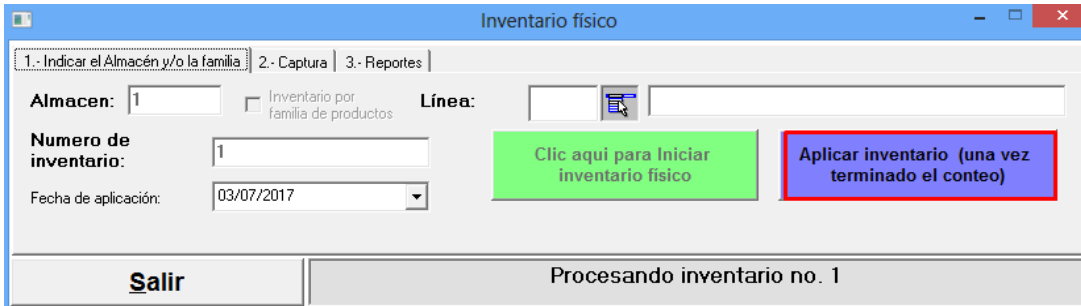 Inventario físico
1.- Indicar el Almacén y/o la familia
2.- Captura
3.- Reportes
Almacen:
1
Inventario por
familia de productos
Línea:
Numero de
inventario:
1
Clic aqui para Iniciar
inventario físico
Aplicar inventario (una vez
terminado el conteo)
Fecha de aplicación:
03/07/2017
Salir
Procesando inventario no. 1